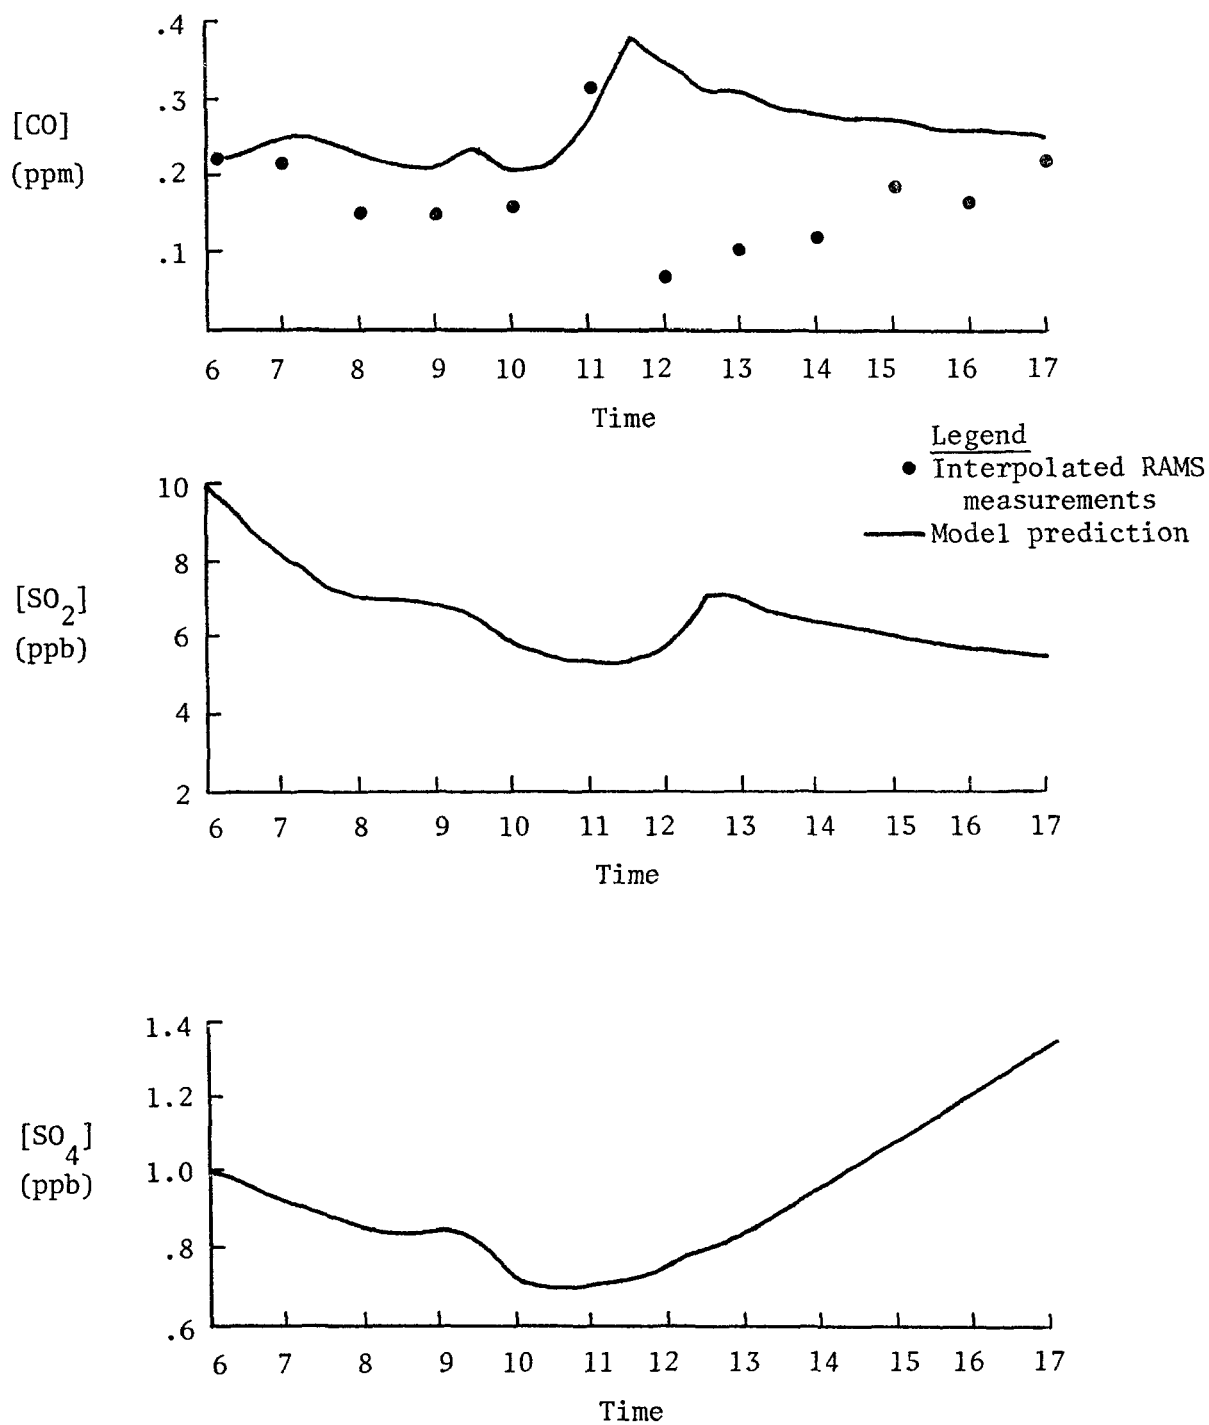 .4
.3
[CO]
(ppm)
.2
.1
6 7 8 9 10 11 12 13 14 15 16 17
Time
Legend
Interpolated RAMS
measurements
Model prediction
10
8
[SO2]
(ppb)
6
4
2
6 7 8 9 10 11 12 13 14 15 16 17
Time
1.4
1.2
[SO4]
(ppb)
1.0
.8
.6
6 7 8 9 10 11 12 13 14 15 16 17
Time